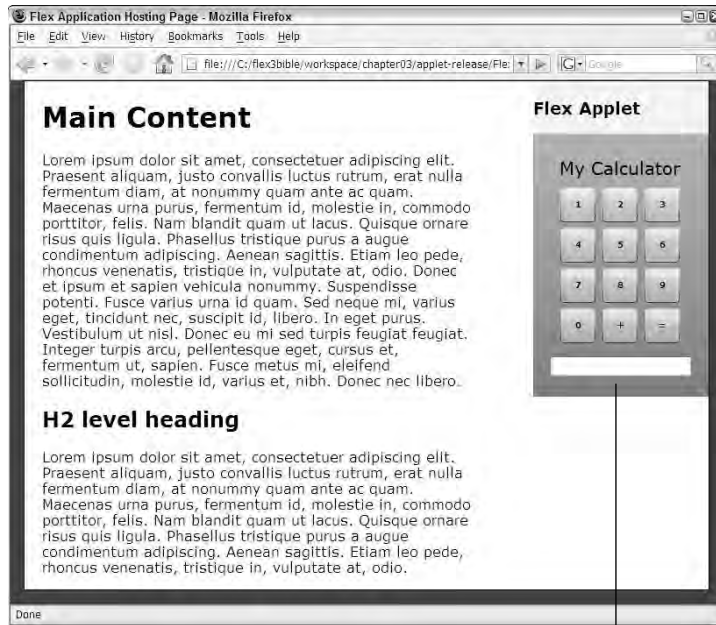 Flex Application Hosting Page - Mozilla Firefox
File Edit View History Bookmarks Tools Help
file:///C:/flex3bible/workspace/chapter03/applet-release/Fle
G
Google
Main Content
Lorem ipsum dolor sit amet, consectetuer adipiscing elit.
Praesent aliquam, justo convallis luctus rutrum, erat nulla
fermentum diam, at nonummy quam ante ac quam.
Maecenas urna purus, fermentum id, molestie in, commodo
porttitor, felis. Nam blandit quam ut lacus. Quisque ornare
risus quis ligula. Phasellus tristique purus a augue
condimentum adipiscing. Aenean sagittis. Etiam leo pede,
rhoncus venenatis, tristique in, vulputate at, odio. Donec
et ipsum et sapien vehicula nonummy. Suspendisse
potenti. Fusce varius urna id quam. Sed neque mi, varius
eget, tincidunt nec, suscipit id, libero. In eget purus.
Vestibulum ut nisl. Donec eu mi sed turpis feugiat feugiat.
Integer turpis arcu, pellentesque eget, cursus et,
fermentum ut, sapien. Fusce metus mi, eleifend
sollicitudin, molestie id, varius et, nibh. Donec nec libero.
H2 level heading
Lorem ipsum dolor sit amet, consectetuer adipiscing elit.
Praesent aliquam, justo convallis luctus rutrum, erat nulla
fermentum diam, at nonummy quam ante ac quam.
Maecenas urna purus, fermentum id, molestie in, commodo
porttitor, felis. Nam blandit quam ut lacus. Quisque ornare
risus quis ligula. Phasellus tristique purus a augue
condimentum adipiscing. Aenean sagittis. Etiam leo pede,
rhoncus venenatis, tristique in, vulputate at, odio.
Flex Applet
My Calculator
1 2 3
4 5 6
7 8 9
0 + =
Done